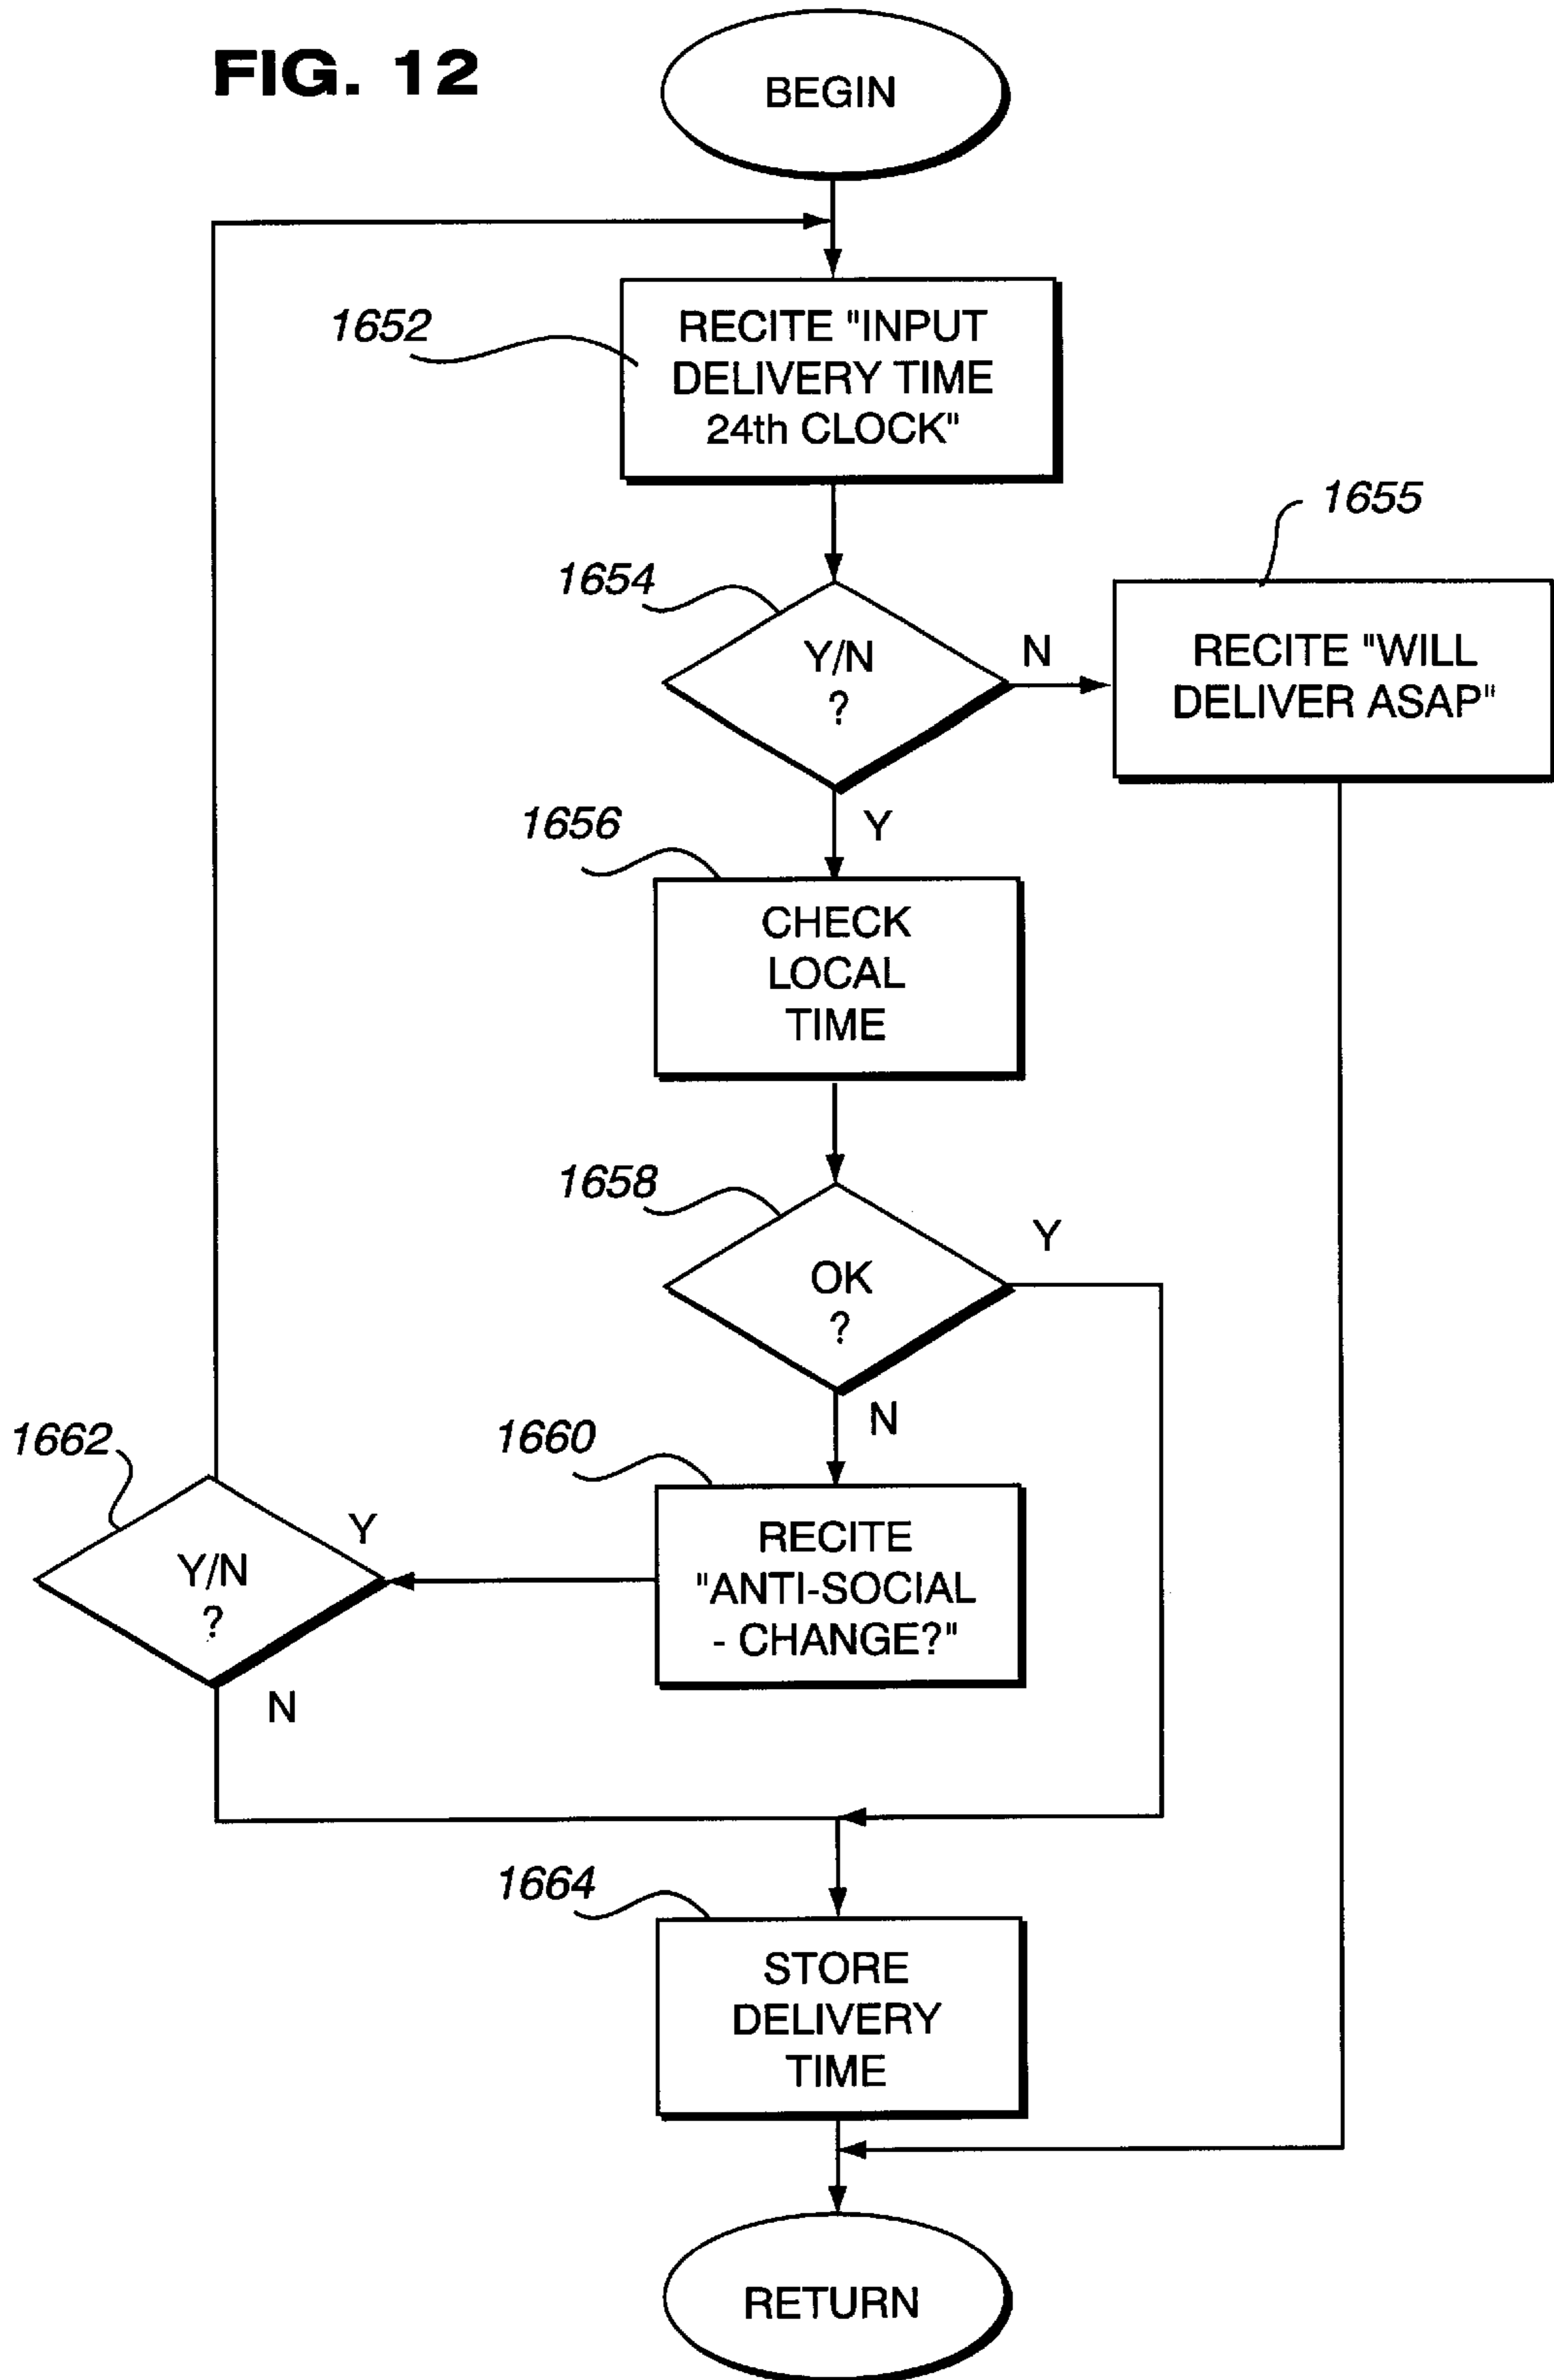 FIG. 12
BEGIN
1652
RECITE "INPUT
DELIVERY TIME
24th CLOCK"
1655
1654
Y/N
?
N
RECITE "WILL
DELIVER ASAP"
Y
1656
CHECK
LOCAL
TIME
1658
OK
?
Y
N
1662
1660
Y/N
?
Y
RECITE
"ANTI-SOCIAL
- CHANGE?"
N
1664
STORE
DELIVERY
TIME
RETURN